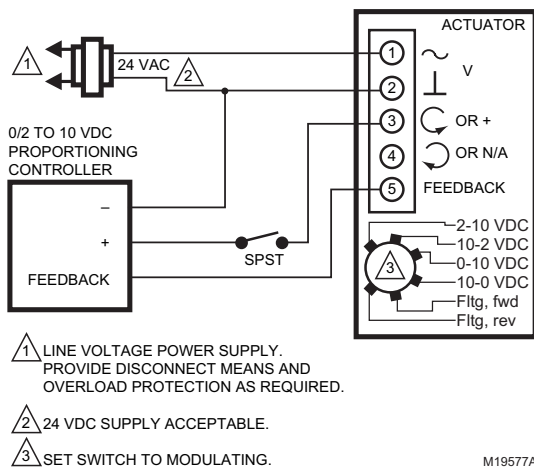 ACTUATOR
1
24 VAC
2
1
V
2
3
OR +
0/2 TO 10 VDC
PROPORTIONING
CONTROLLER
4
OR N/A
5
FEEDBACK
–
+
SPST
FEEDBACK
3
2-10 VDC
10-2 VDC
0-10 VDC
10-0 VDC
Fltg, fwd
Fltg, rev
1 LINE VOLTAGE POWER SUPPLY.
PROVIDE DISCONNECT MEANS AND
OVERLOAD PROTECTION AS REQUIRED.
2 24 VDC SUPPLY ACCEPTABLE.
3 SET SWITCH TO MODULATING.
M19577A